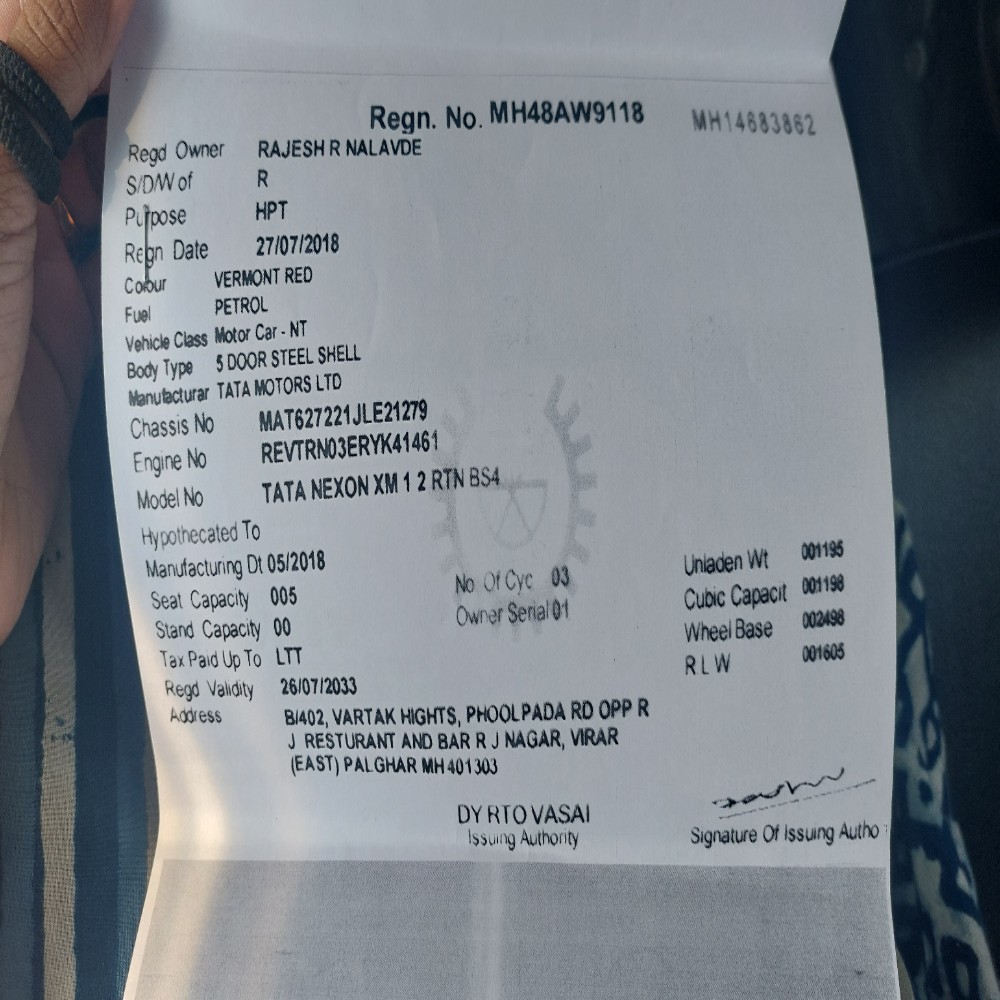 Regn. No. MH48AW9118 MH14683862
Regd Owner RAJESH R NALAVDE
S/D/W of R
Purpose HPT
Regn Date 27/07/2018
Colour VERMONT RED
Fuel PETROL
Vehicle Class Motor Car - NT
Body Type 5 DOOR STEEL SHELL
Manufacturar TATA MOTORS LTD
Chassis No MAT627221JLE21279
Engine No REVTRN03ERYK41461
Model No TATA NEXON XM 1 2 RTN BS4
Hypothecated To
Manufacturing Dt 05/2018
Seat Capacity 005
Stand Capacity 00
Tax Paid Up To LTT
Regd Validity 26/07/2033
No. Of Cyc 03
Owner Serial 01
Unladen Wt 001195
Cubic Capacit 001198
Wheel Base 002498
R L W 001605
Address B/402, VARTAK HIGHTS, PHOOLPADA RD OPP R
J RESTURANT AND BAR R J NAGAR, VIRAR
(EAST) PALGHAR MH 401303
DY RTO VASAI
Issuing Authority
Signature Of Issuing Autho